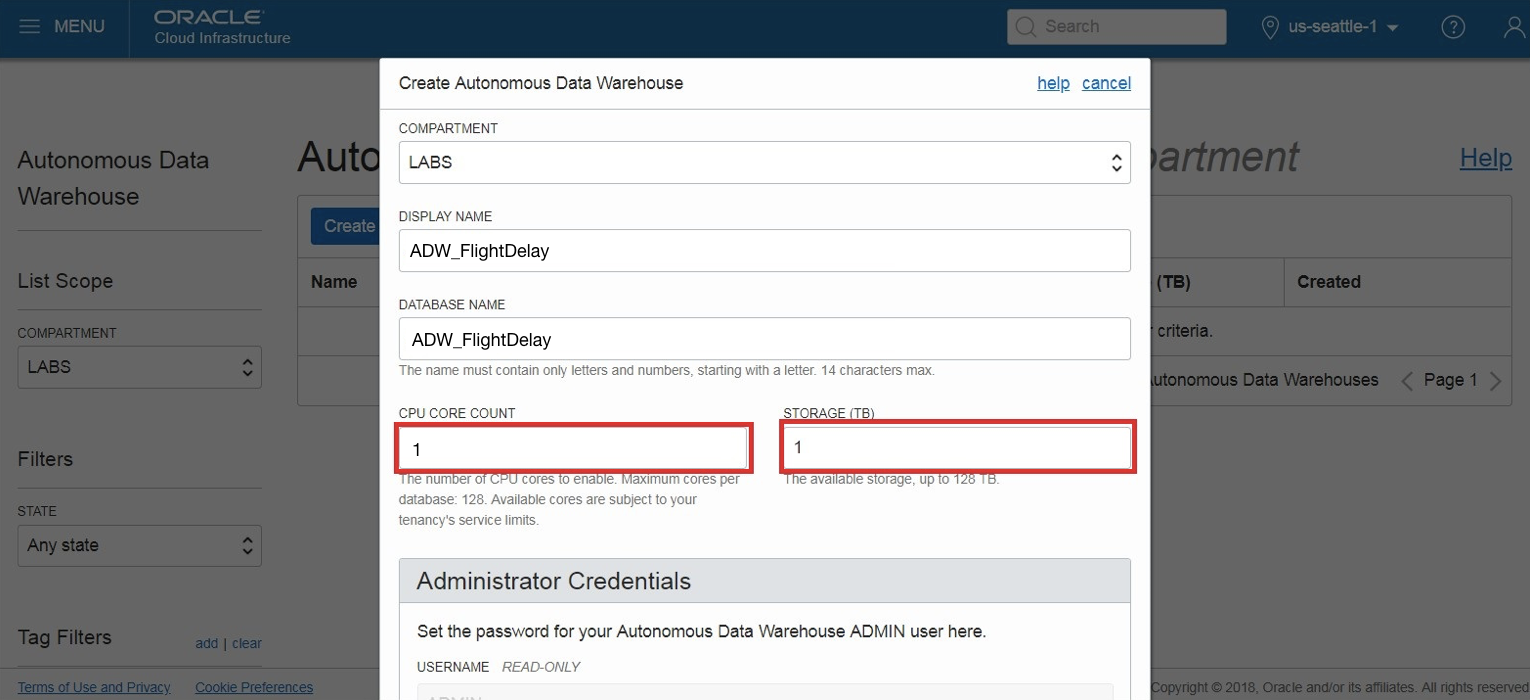 MENU
ORACLE
Cloud Infrastructure
Search
us-seattle-1
?
Create Autonomous Data Warehouse
help cancel
COMPARTMENT
LABS
DISPLAY NAME
ADW_FlightDelay
DATABASE NAME
ADW_FlightDelay
The name must contain only letters and numbers, starting with a letter. 14 characters max.
CPU CORE COUNT
1
The number of CPU cores to enable. Maximum cores per
database: 128. Available cores are subject to your
tenancy's service limits.
STORAGE (TB)
1
The available storage, up to 128 TB.
Administrator Credentials
Set the password for your Autonomous Data Warehouse ADMIN user here.
USERNAME READ-ONLY
ADMIN
Autonomous Data
Warehouse
List Scope
COMPARTMENT
LABS
Filters
STATE
Any state
Tag Filters
add | clear
Auto
partment
Help
Create
Name
(TB)
Created
criteria.
utonomous Data Warehouses
Page 1
Terms of Use and Privacy
Cookie Preferences
Copyright © 2018, Oracle and/or its affiliates. All rights reserved